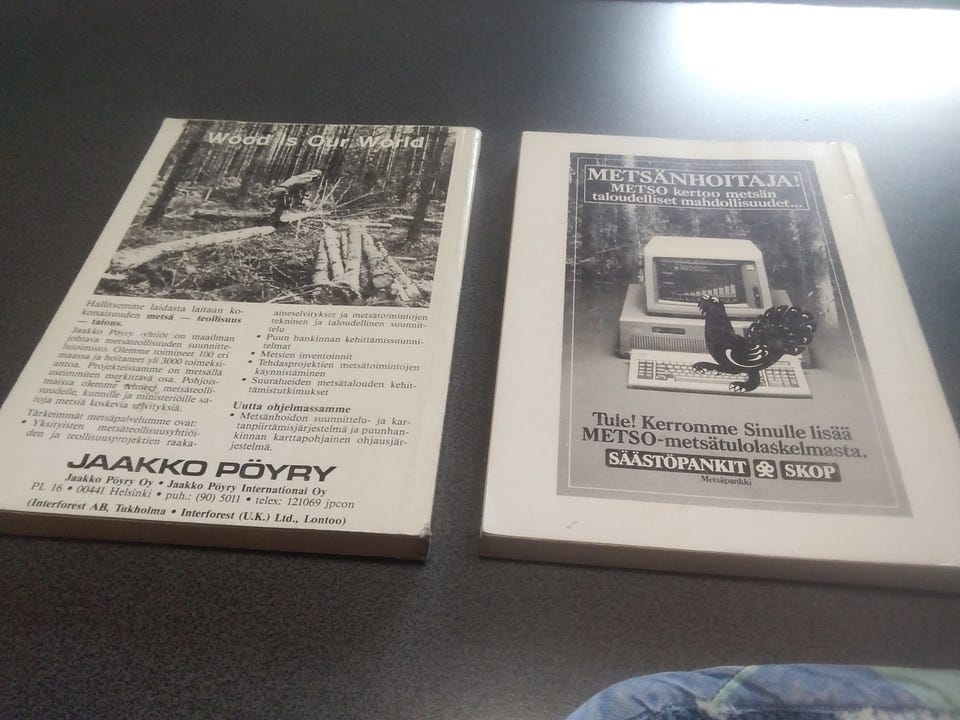 Wood is Our World
Hallitsemme laidasta laitaan ko-
konaisuuden metsä — teollisuus
— talous.
Jaakko Pöyry -yhtiöt on maailman
johtava metsäteollisuuden suunnitte-
lutoimisto. Olemme toimineet 100 eri
maassa ja hoitaneet yli 3000 toimeksi-
antoa. Projekteissamme on metsällä
useimmiten merkittävä osa. Pohjois-
maissa olemme tehneet metsäteolli-
suudelle, kunnille ja ministeriöille sa-
toja metsiä koskevia selvityksiä.
Tärkeimmät metsäpalvelumme ovat:
• Yksityisten metsäteollisuusyhtiöi-
den ja teollisuusprojektien raaka-
aineselvitykset ja metsätoimintojen
tekninen ja taloudellinen suunnit-
telu
• Puun hankinnan kehittämissuunni-
telmat
• Metsien inventoinnit
• Tehdasprojektien metsätoimintojen
käynnistäminen
• Suuralueiden metsätalouden kehit-
tämistutkimukset
Uutta ohjelmassamme
• Metsänhoidon suunnittelu- ja kar-
tanpiirtämisjärjestelmä ja puunhan-
kinnan karttapohjainen ohjausjär-
jestelmä.
JAAKKO PÖYRY
Jaakko Pöyry Oy • Jaakko Pöyry International Oy
PL 16 • 00441 Helsinki • puh.: (90) 5011 • telex: 121069 jpcon
(Interforest AB, Tukholma • Interforest (U.K.) Ltd., Lontoo)
METSÄNHOITAJA!
METSO kertoo metsän
taloudelliset mahdollisuudet...
Tule! Kerromme Sinulle lisää
METSO-metsätulolaskelmasta.
SÄÄSTÖPANKIT SKOP
Metsäpankki